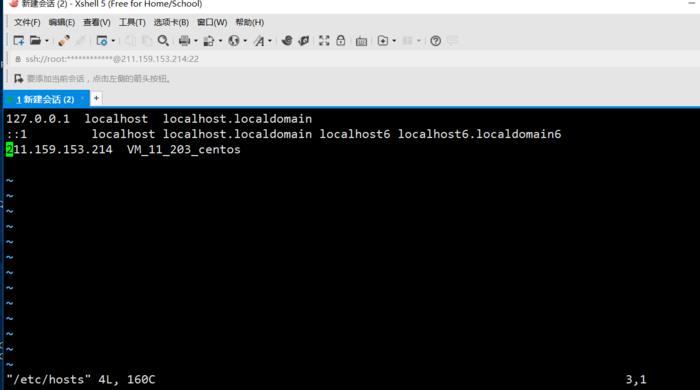 新建会话 (2) - Xshell 5 (Free for Home/School)
文件(F) 编辑(E) 查看(V) 工具(T) 选项卡(B) 窗口(W) 帮助(H)
ssh://root:************@211.159.153.214:22
要添加当前会话，点击左侧的箭头按钮。
1 新建会话 (2) × +
127.0.0.1 localhost localhost.localdomain
::1 localhost localhost.localdomain localhost6 localhost6.localdomain6
211.159.153.214 VM_11_203_centos
~
~
~
~
~
~
~
~
~
~
~
~
~
"/etc/hosts" 4L, 160C 3,1